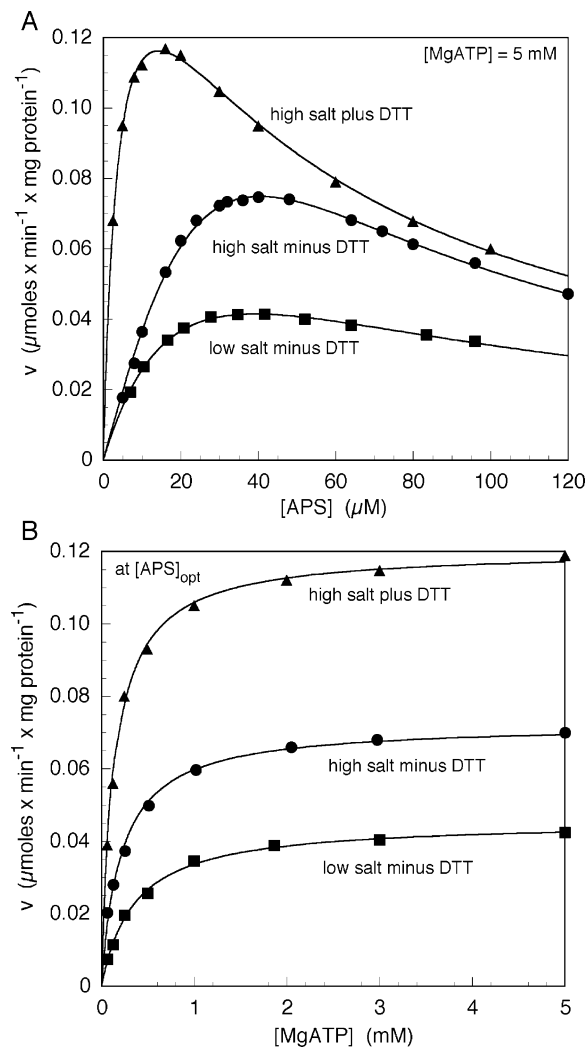 A
[MgATP] = 5 mM
0.12
0.10
0.08
0.06
0.04
0.02
0
v (µmoles x min⁻¹ x mg protein⁻¹)
high salt plus DTT
high salt minus DTT
low salt minus DTT
0 20 40 60 80 100 120
[APS] (µM)
B
at [APS]opt
0.12
0.10
0.08
0.06
0.04
0.02
0
v (µmoles x min⁻¹ x mg protein⁻¹)
high salt plus DTT
high salt minus DTT
low salt minus DTT
0 1 2 3 4 5
[MgATP] (mM)